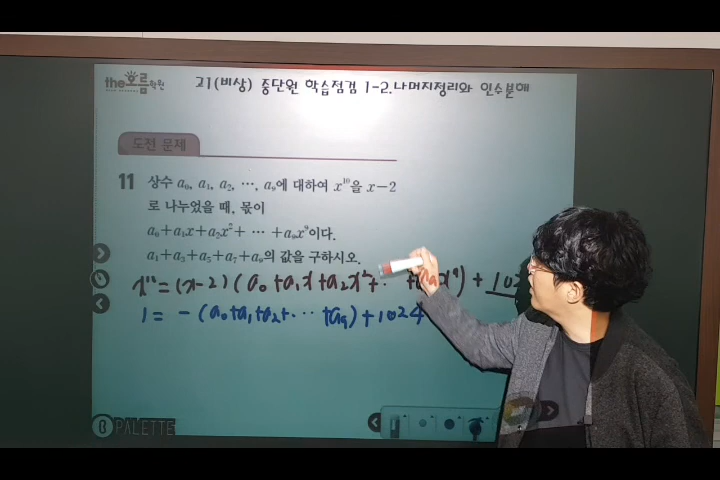 the오름학원
고1(비상) 중단원 학습점검 1-2.나머지정리와 인수분해
도전 문제
11 상수 a₀, a₁, a₂, ⋯, a₉에 대하여 x¹⁰을 x-2
로 나누었을 때, 몫이
a₀+a₁x+a₂x²+ ⋯ +a₉x⁹이다.
a₁+a₃+a₅+a₇+a₉의 값을 구하시오.
x¹⁰=(x-2)(a₀+a₁x+a₂x²+⋯+a₉x⁹)+102
1=-(a₀+a₁+a₂+⋯+a₉)+1024
PALETTE